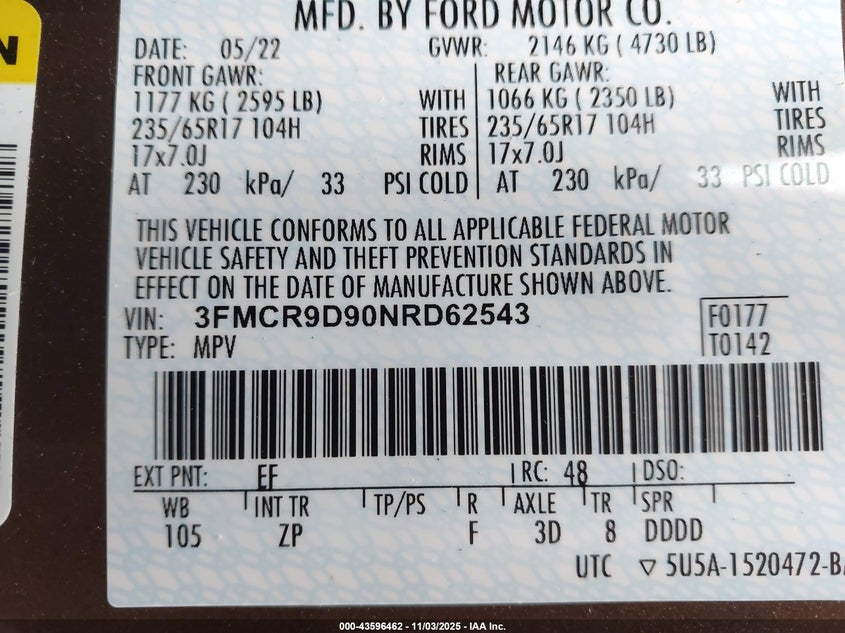 MFD. BY FORD MOTOR CO.
DATE: 05/22 GVWR: 2146 KG ( 4730 LB)
FRONT GAWR: REAR GAWR:
1177 KG ( 2595 LB) WITH 1066 KG ( 2350 LB) WITH
235/65R17 104H TIRES 235/65R17 104H TIRES
17x7.0J RIMS 17x7.0J RIMS
AT 230 kPa/ 33 PSI COLD AT 230 kPa/ 33 PSI COLD
THIS VEHICLE CONFORMS TO ALL APPLICABLE FEDERAL MOTOR
VEHICLE SAFETY AND THEFT PREVENTION STANDARDS IN
EFFECT ON THE DATE OF MANUFACTURE SHOWN ABOVE.
VIN: 3FMCR9D90NRD62543 F0177
TYPE: MPV T0142
EXT PNT: EF RC: 48 DSO:
WB INT TR TP/PS R AXLE TR SPR
105 ZP F 3D 8 DDDD
UTC ▽ 5U5A-1520472-B
000-43596462 - 11/03/2025 - IAA Inc.